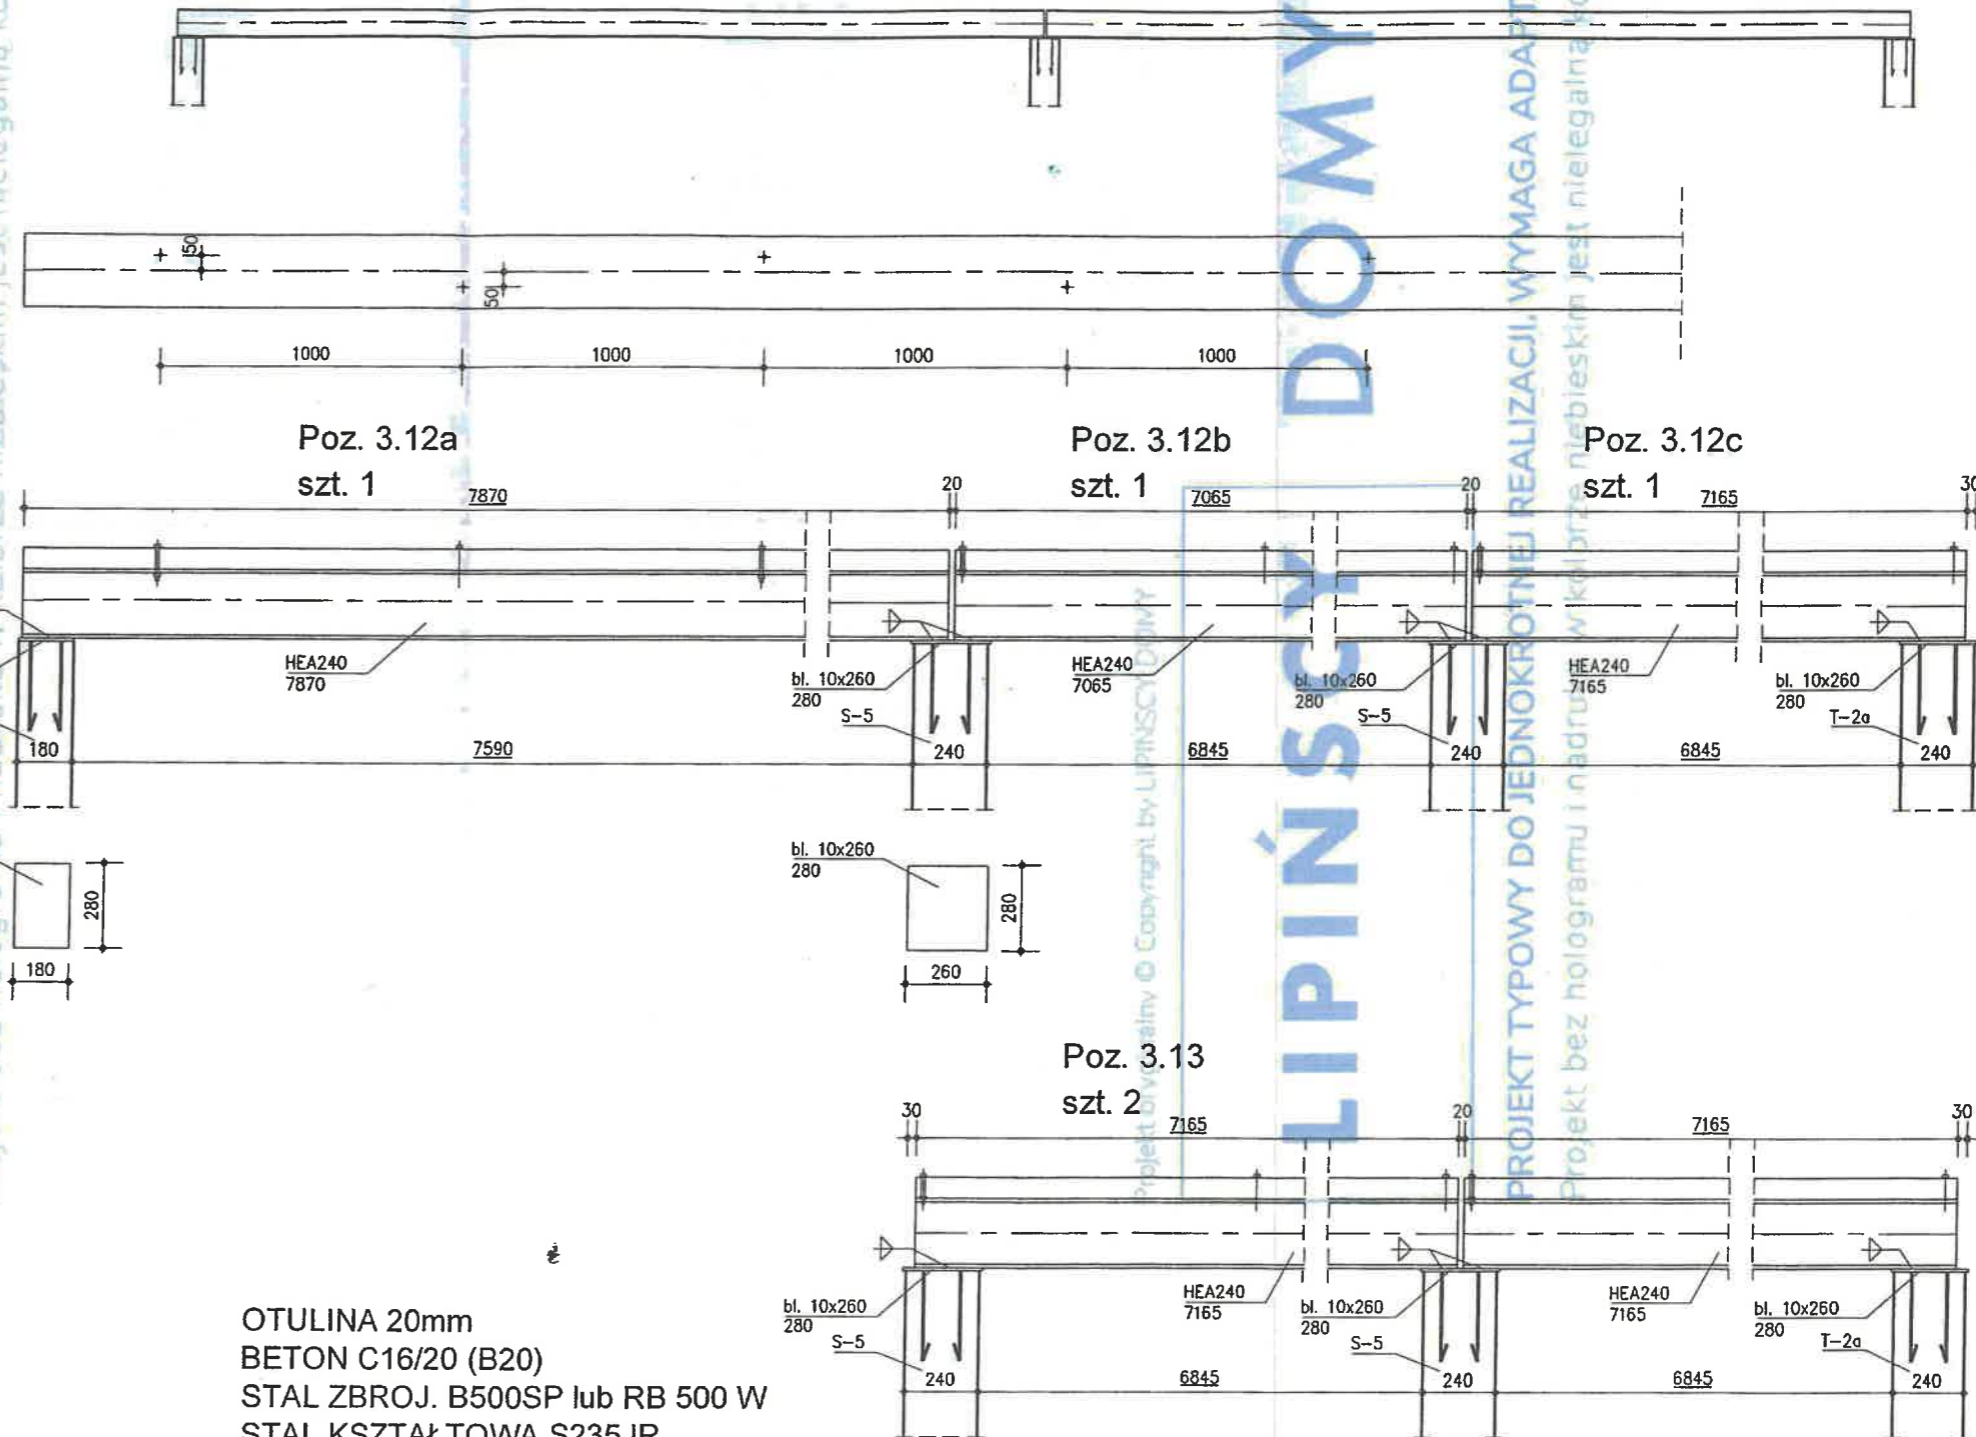 50
50
1000 1000 1000 1000
Poz. 3.12a
szt. 1
Poz. 3.12b
szt. 1
Poz. 3.12c
szt. 1
7870 20 7065 20 7165 30
HEA240
7870
bl. 10x260
280
S-5
HEA240
7065
bl. 10x260
280
S-5
HEA240
7165
bl. 10x260
280
T-2a
180 7590 240 6845 240 6845 240
280
180
bl. 10x260
280
280
260
Poz. 3.13
szt. 2
30 7165 20 7165 30
bl. 10x260
280
S-5
HEA240
7165
bl. 10x260
280
S-5
HEA240
7165
bl. 10x260
280
T-2a
240 6845 240 6845 240
OTULINA 20mm
BETON C16/20 (B20)
STAL ZBROJ. B500SP lub RB 500 W
STAL KSZTAŁTOWA S235JR
Projekt oryginalny © Copyright by LIPIŃSCY DOMY
LIPIŃSCY DOMY
PROJEKT TYPOWY DO JEDNOKROTNEJ REALIZACJI. WYMAGA
Projekt bez hologramu i nadruku w kolorze niebieskim jest nielegalną